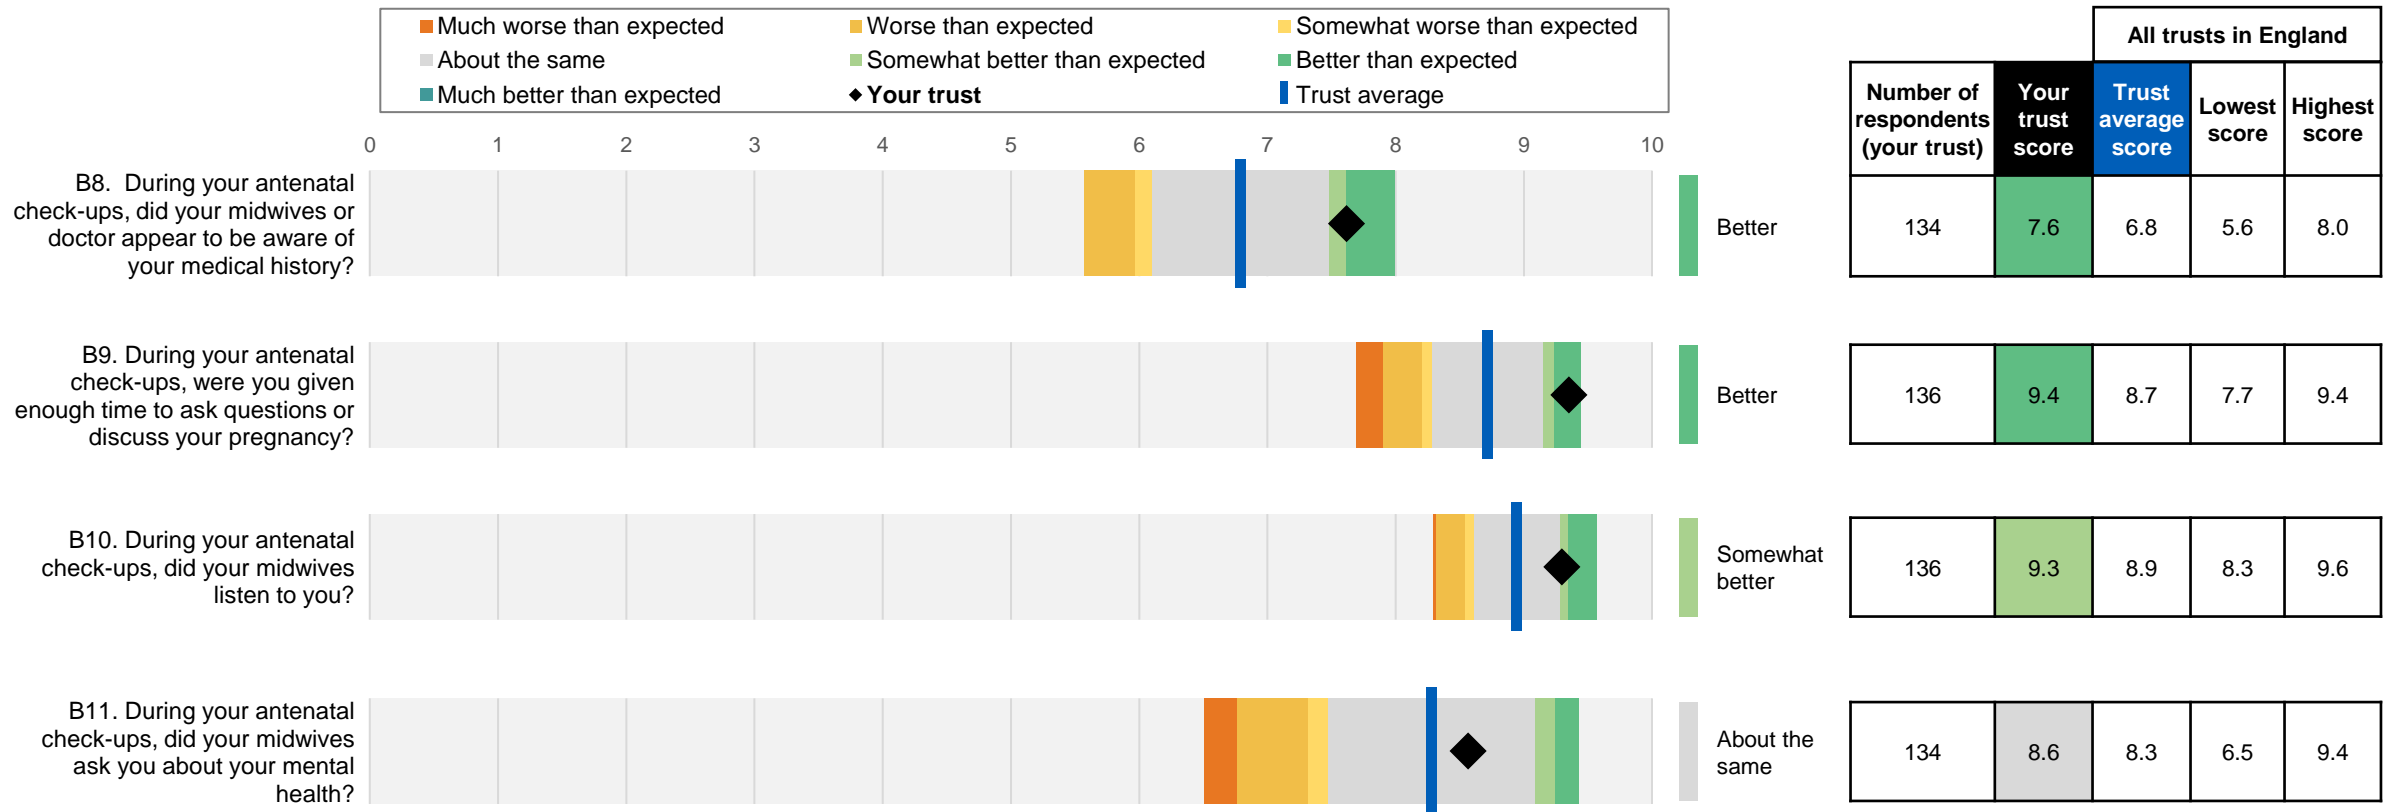 Much worse than expected
Worse than expected
Somewhat worse than expected
About the same
Somewhat better than expected
Better than expected
Much better than expected
Your trust
Trust average
All trusts in England
Number of
respondents
(your trust)
Your
trust
score
Trust
average
score
Lowest
score
Highest
score
0 1 2 3 4 5 6 7 8 9 10
B8.  During your antenatal
check-ups, did your midwives or
doctor appear to be aware of
your medical history?
Better
134 7.6 6.8 5.6 8.0
B9. During your antenatal
check-ups, were you given
enough time to ask questions or
discuss your pregnancy?
Better
136 9.4 8.7 7.7 9.4
B10. During your antenatal
check-ups, did your midwives
listen to you?
Somewhat
better
136 9.3 8.9 8.3 9.6
B11. During your antenatal
check-ups, did your midwives
ask you about your mental
health?
About the
same
134 8.6 8.3 6.5 9.4